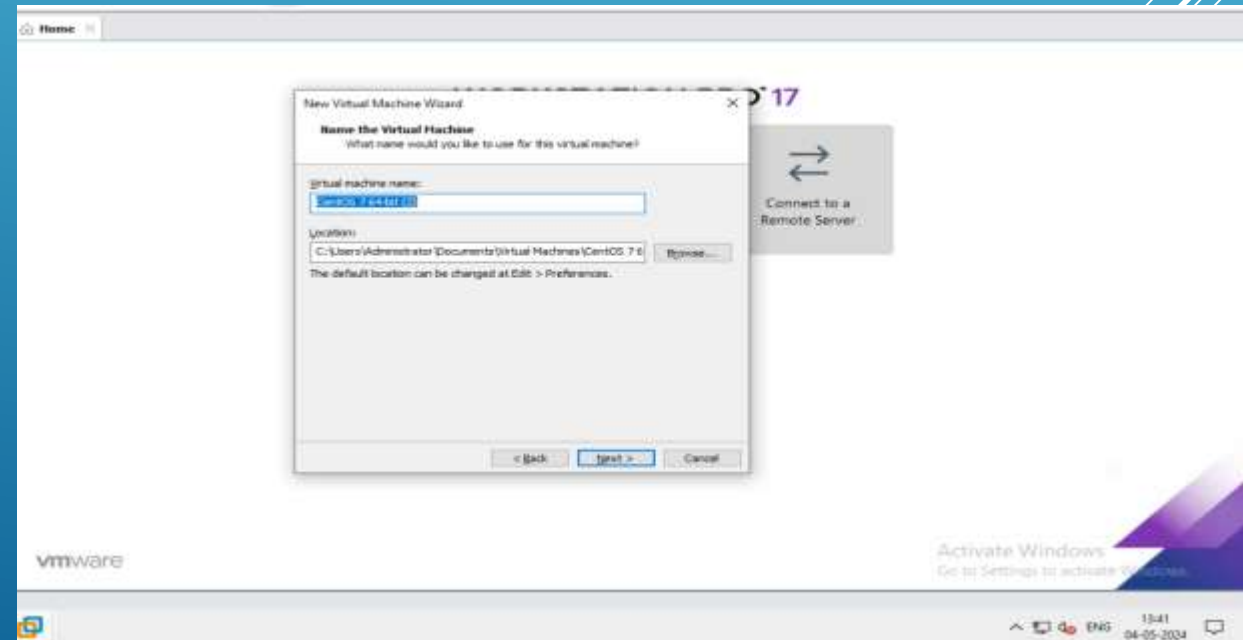 Home
WORKSTATION PRO 17
New Virtual Machine Wizard
Name the Virtual Machine
What name would you like to use for this virtual machine?
Virtual machine name:
CentOS 7 64-bit (2)
Location:
C:\Users\Administrator\Documents\Virtual Machines\CentOS 7 6
Browse...
The default location can be changed at Edit > Preferences.
< Back
Next >
Cancel
Connect to a
Remote Server
vmware
Activate Windows
Go to Settings to activate Windows.
ENG
13:41
04-05-2024